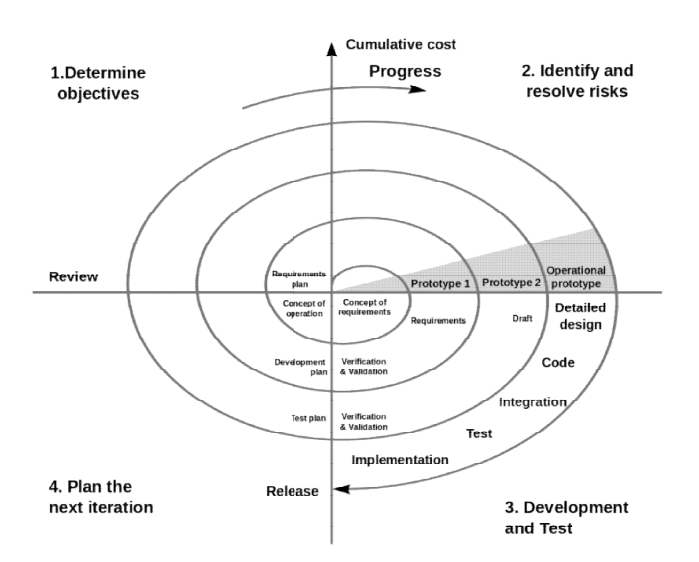 Cumulative cost
Progress
1.Determine
objectives
2. Identify and
resolve risks
Review
Requirements
plan
Prototype 1
Prototype 2
Operational
prototype
Concept of
operation
Concept of
requirements
Requirements
Draft
Detailed
design
Development
plan
Verification
& Validation
Code
Integration
Test plan
Verification
& Validation
Test
Implementation
Release
4. Plan the
next iteration
3. Development
and Test